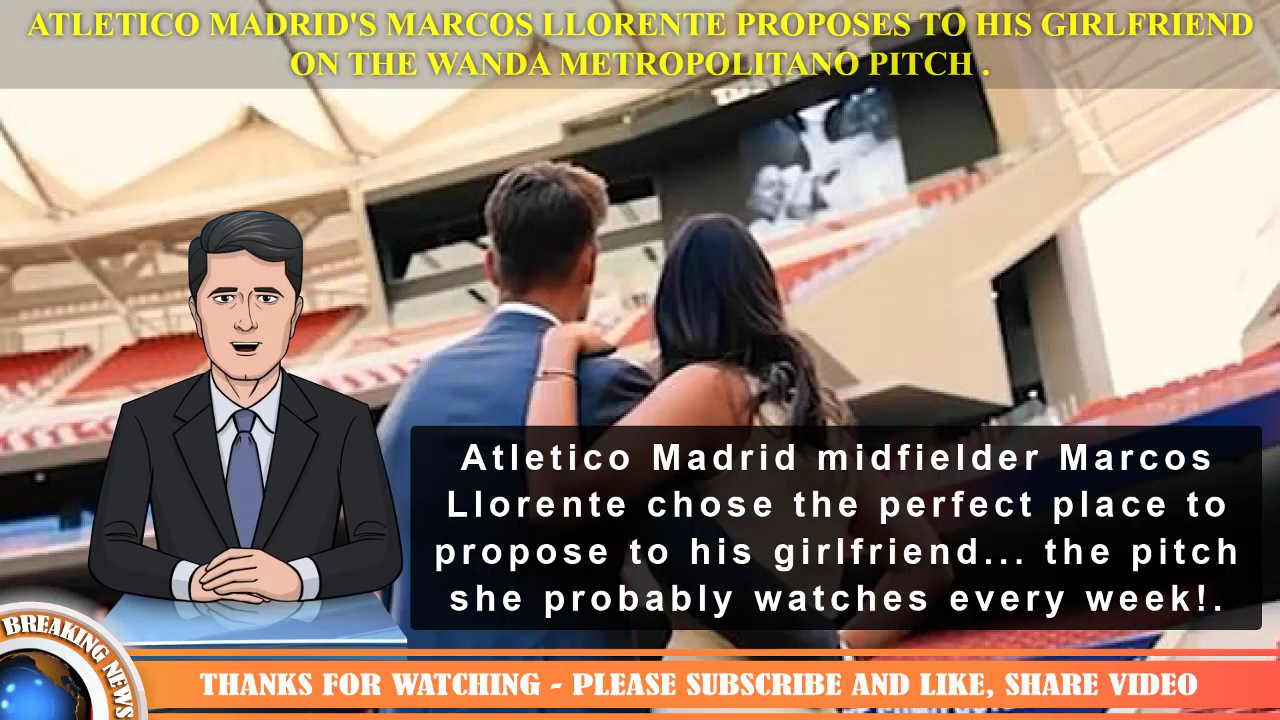 ATLETICO MADRID'S MARCOS LLORENTE PROPOSES TO HIS GIRLFRIEND
ON THE WANDA METROPOLITANO PITCH .
Atletico Madrid midfielder Marcos
Llorente chose the perfect place to
propose to his girlfriend... the pitch
she probably watches every week!.
BREAKING NEWS
THANKS FOR WATCHING - PLEASE SUBSCRIBE AND LIKE, SHARE VIDEO